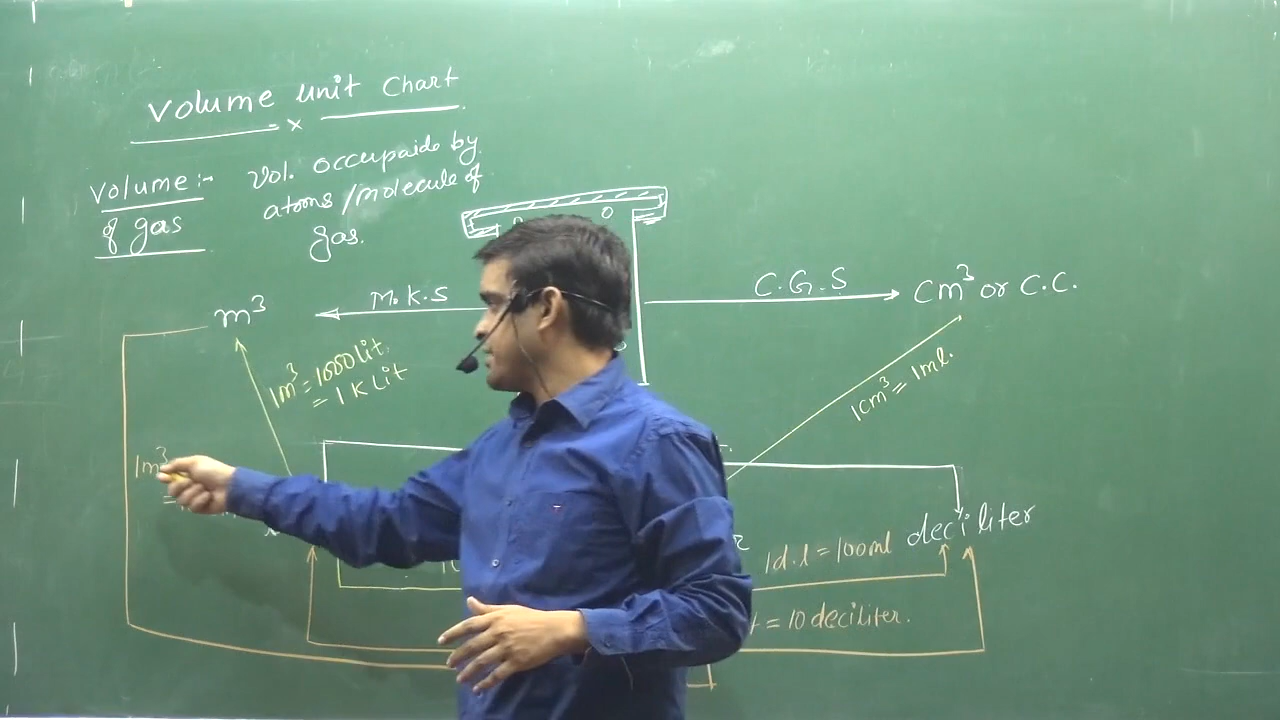 Volume unit Chart
x
Volume:- Vol. occupaide by
of gas atoms/molecule of
gas.
M.K.S
C.G.S
m³
Cm³ or C.C.
1m³ = 1000 Lit.
= 1 K Lit
1cm³ = 1ml.
1m³
=
deciliter
1d.l = 100ml
= 10 deciliter.